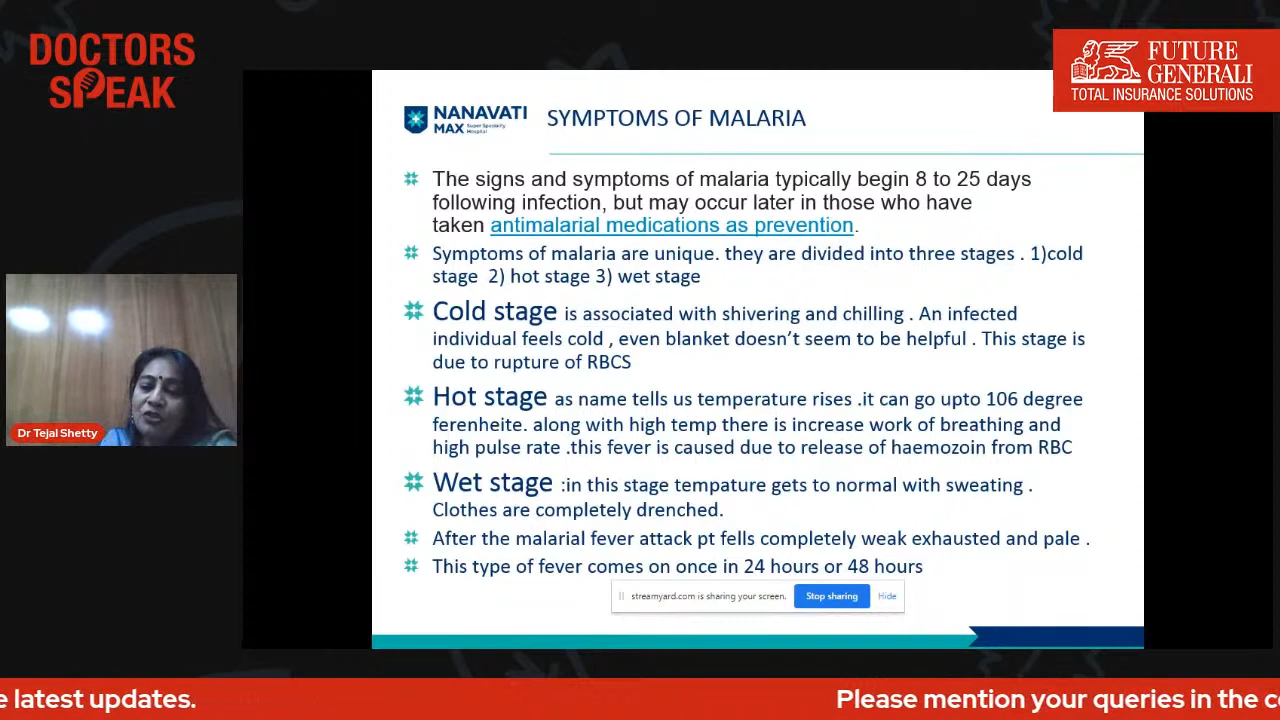 DOCTORS
SPEAK
FUTURE
GENERALI
TOTAL INSURANCE SOLUTIONS
NANAVATI
MAX Super Speciality
Hospital
SYMPTOMS OF MALARIA
The signs and symptoms of malaria typically begin 8 to 25 days
following infection, but may occur later in those who have
taken antimalarial medications as prevention.
Symptoms of malaria are unique. they are divided into three stages . 1)cold
stage 2) hot stage 3) wet stage
Cold stage is associated with shivering and chilling . An infected
individual feels cold , even blanket doesn't seem to be helpful . This stage is
due to rupture of RBCS
Hot stage as name tells us temperature rises .it can go upto 106 degree
ferenheite. along with high temp there is increase work of breathing and
high pulse rate .this fever is caused due to release of haemozoin from RBC
Wet stage :in this stage tempature gets to normal with sweating .
Clothes are completely drenched.
After the malarial fever attack pt fells completely weak exhausted and pale .
This type of fever comes on once in 24 hours or 48 hours
streamyard.com is sharing your screen. Stop sharing Hide
Dr Tejal Shetty
e latest updates. Please mention your queries in the c